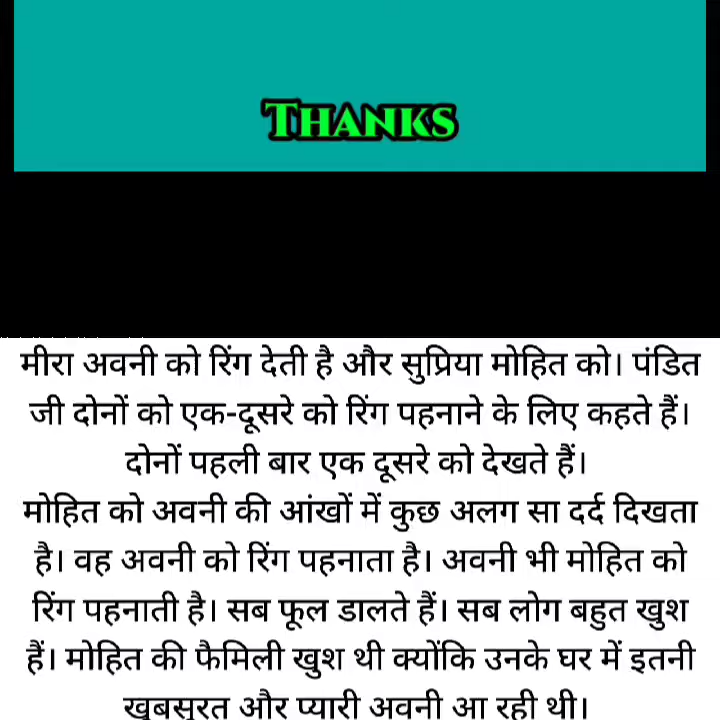 THANKS
मीरा अवनी को रिंग देती है और सुप्रिया मोहित को। पंडित
जी दोनों को एक-दूसरे को रिंग पहनाने के लिए कहते हैं।
दोनों पहली बार एक दूसरे को देखते हैं।
मोहित को अवनी की आंखों में कुछ अलग सा दर्द दिखता
है। वह अवनी को रिंग पहनाता है। अवनी भी मोहित को
रिंग पहनाती है। सब फूल डालते हैं। सब लोग बहुत खुश
हैं। मोहित की फैमिली खुश थी क्योंकि उनके घर में इतनी
खूबसूरत और प्यारी अवनी आ रही थी।